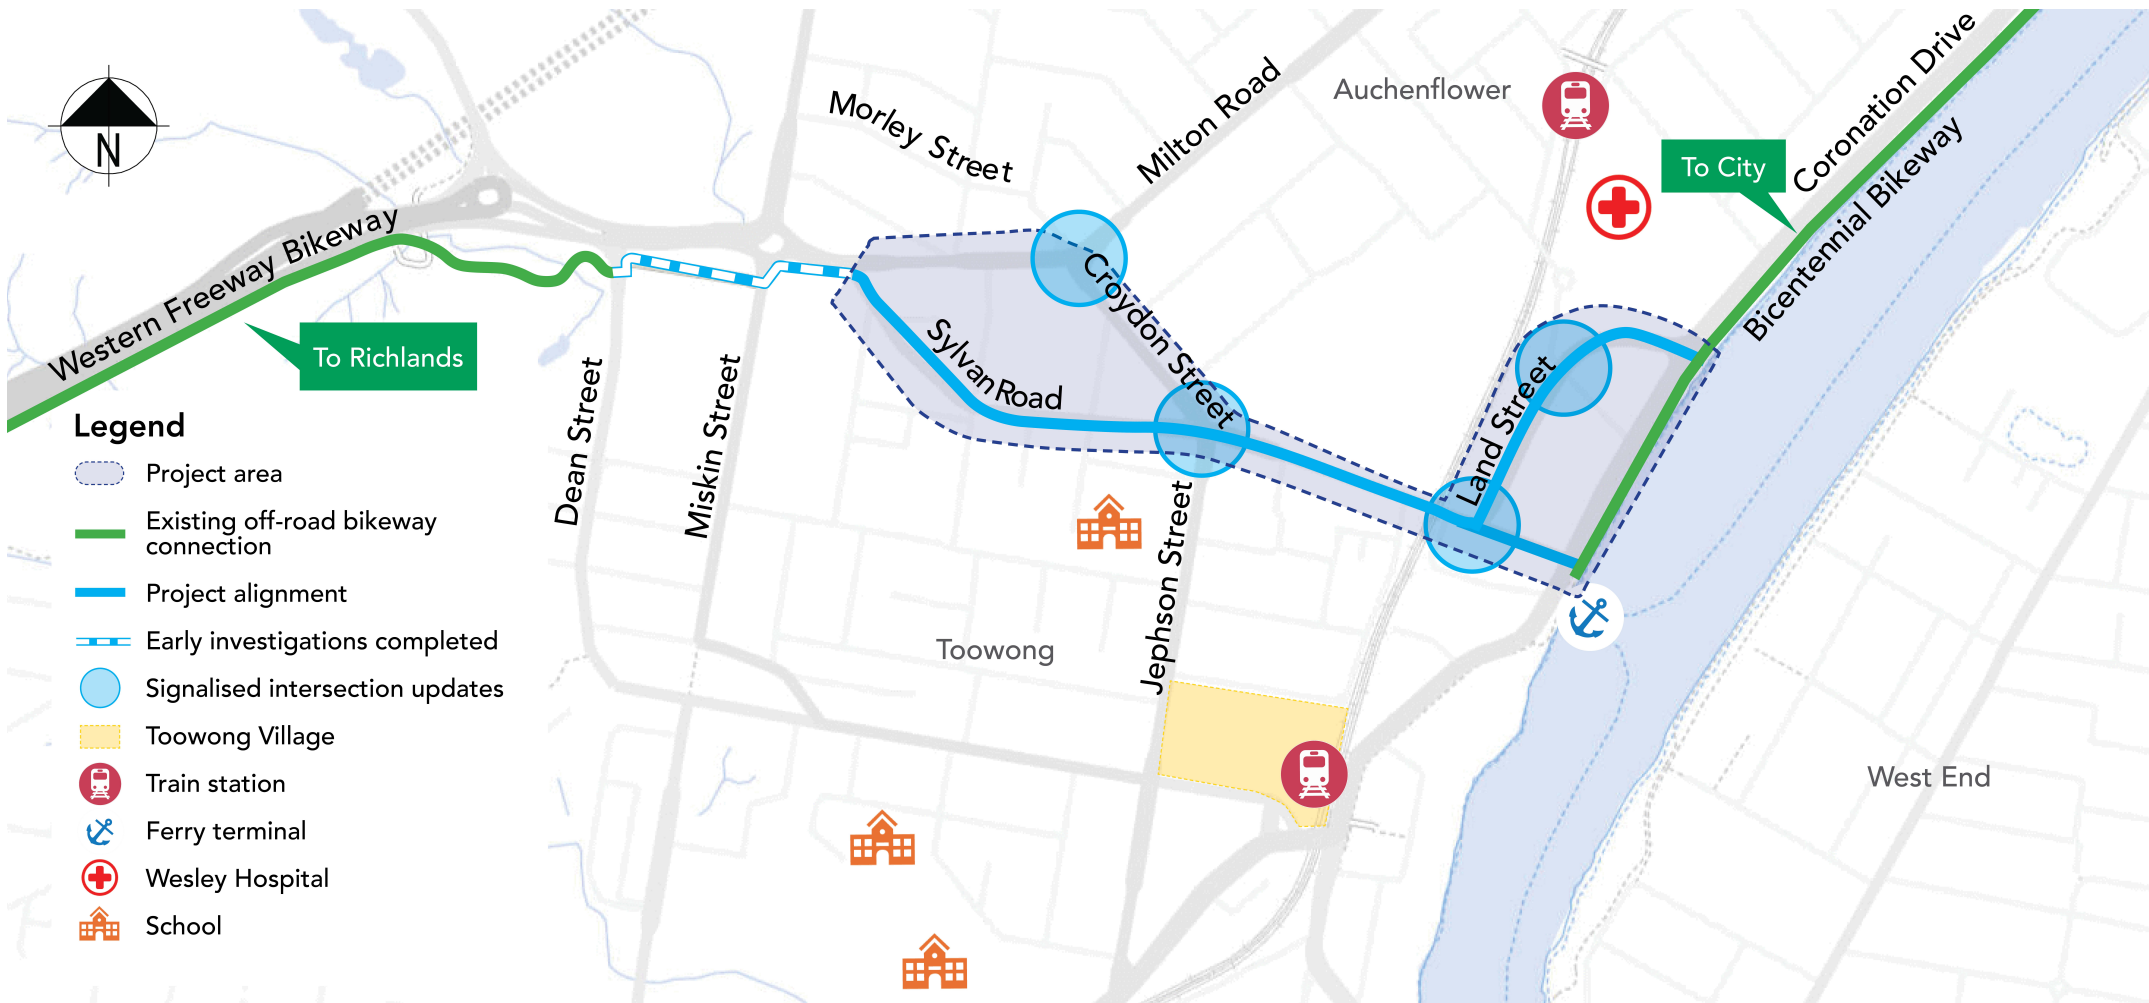 N
Morley Street
Milton Road
Auchenflower
Coronation Drive
To City
Bicentennial Bikeway
Western Freeway Bikeway
To Richlands
Croydon Street
Sylvan Road
Land Street
Dean Street
Miskin Street
Jephson Street
Toowong
West End
Legend
Project area
Existing off-road bikeway
connection
Project alignment
Early investigations completed
Signalised intersection updates
Toowong Village
Train station
Ferry terminal
Wesley Hospital
School